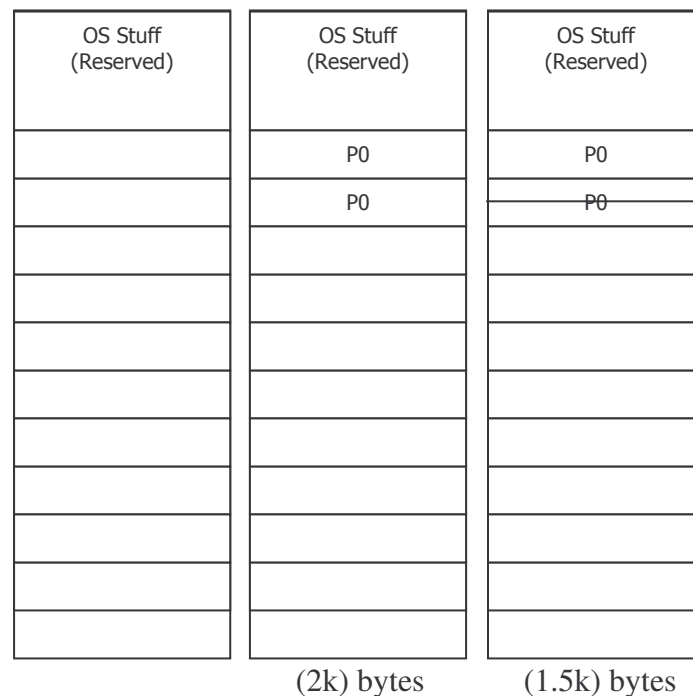 OS Stuff
(Reserved)
OS Stuff
(Reserved)
OS Stuff
(Reserved)
P0
P0
P0
P0
(2k) bytes
(1.5k) bytes